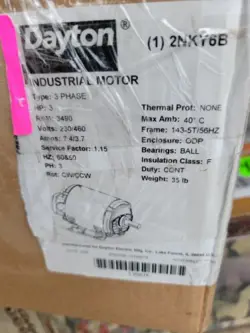 Dayton
(1) 2NKY6B
INDUSTRIAL MOTOR
Type: 3-PHASE
HP: 3
RPM: 3490
Volts: 230/460
Amps: 7.4/3.7
Service Factor: 1.15
HZ: 60&50
PH: 3
Rot: CW/CCW
Thermal Prot: NONE
Max Amb: 40° C
Frame: 143-5T/56HZ
Enclosure: ODP
Bearings: BALL
Insulation Class: F
Duty: CONT
Weight: 35 lb